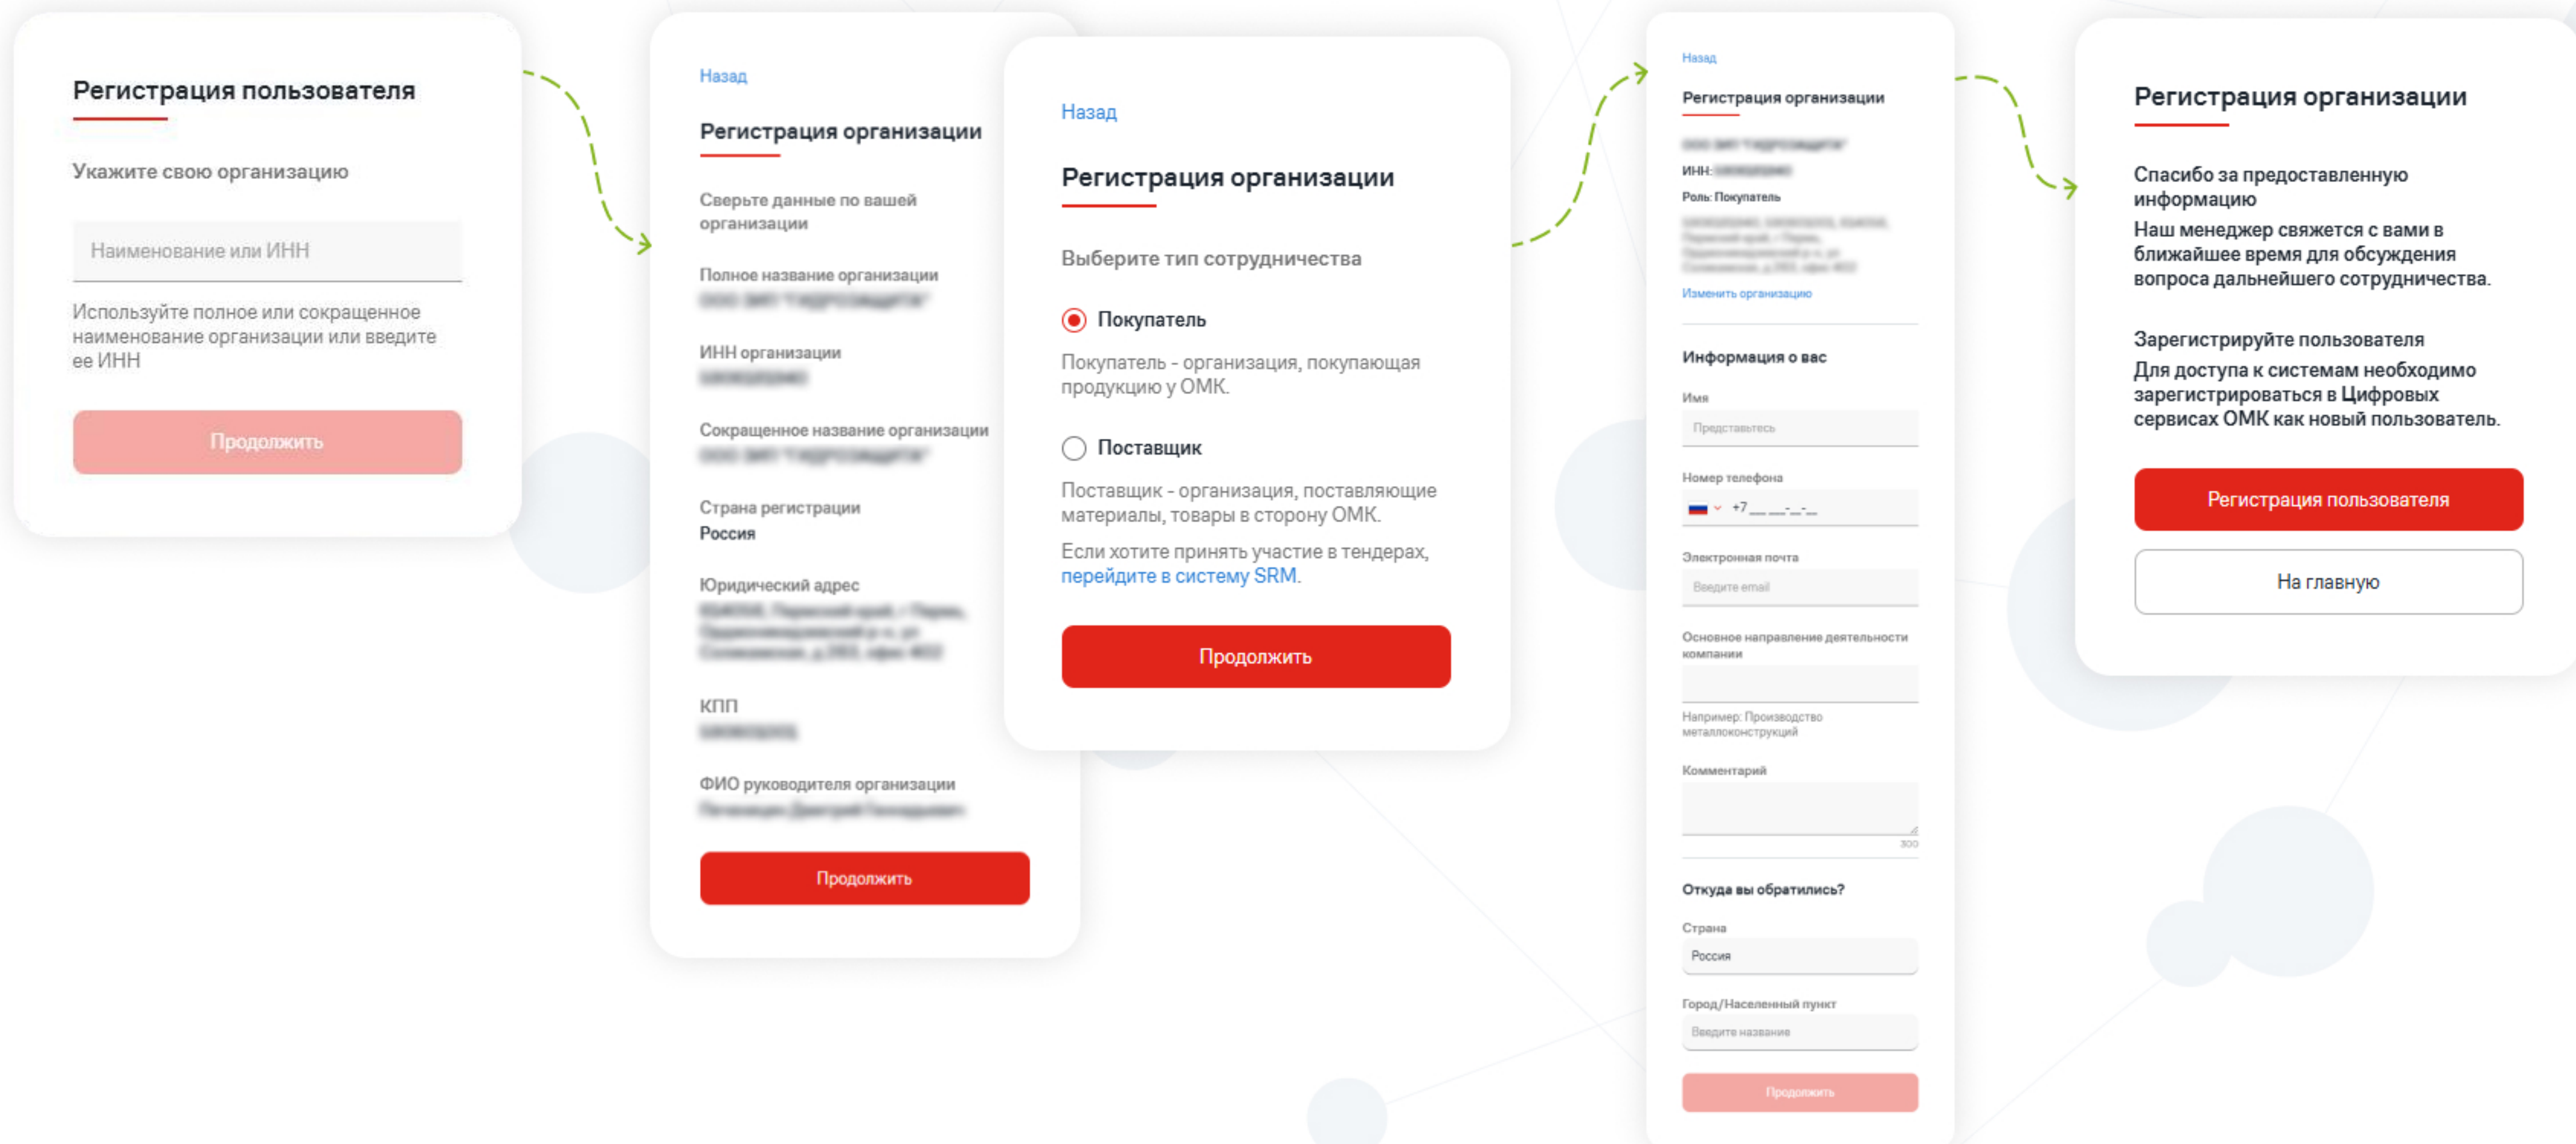 Регистрация пользователя
Укажите свою организацию
Наименование или ИНН
Используйте полное или сокращенное
наименование организации или введите
ее ИНН
Продолжить
Назад
Регистрация организации
Сверьте данные по вашей
организации
Полное название организации
ИНН организации
Сокращенное название организации
Страна регистрации
Россия
Юридический адрес
КПП
ФИО руководителя организации
Продолжить
Назад
Регистрация организации
Выберите тип сотрудничества
Покупатель
Покупатель - организация, покупающая
продукцию у ОМК.
Поставщик
Поставщик - организация, поставляющие
материалы, товары в сторону ОМК.
Если хотите принять участие в тендерах,
перейдите в систему SRM.
Продолжить
Назад
Регистрация организации
ИНН:
Роль: Покупатель
Изменить организацию
Информация о вас
Имя
Представьтесь
Номер телефона
+7 __ ___-__-__
Электронная почта
Введите email
Основное направление деятельности
компании
Например: Производство
металлоконструкций
Комментарий
300
Откуда вы обратились?
Страна
Россия
Город/Населенный пункт
Введите название
Продолжить
Регистрация организации
Спасибо за предоставленную
информацию
Наш менеджер свяжется с вами в
ближайшее время для обсуждения
вопроса дальнейшего сотрудничества.
Зарегистрируйте пользователя
Для доступа к системам необходимо
зарегистрироваться в Цифровых
сервисах ОМК как новый пользователь.
Регистрация пользователя
На главную